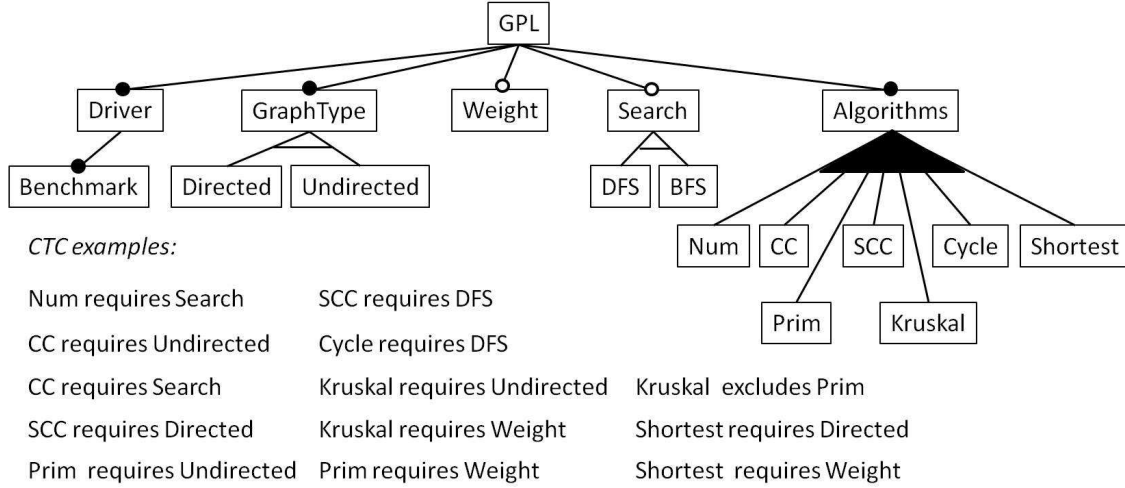 GPL
Driver GraphType Weight Search Algorithms
Benchmark Directed Undirected DFS BFS
Num CC SCC Cycle Shortest
Prim Kruskal
CTC examples:
Num requires Search SCC requires DFS
CC requires Undirected Cycle requires DFS
CC requires Search Kruskal requires Undirected Kruskal excludes Prim
SCC requires Directed Kruskal requires Weight Shortest requires Directed
Prim requires Undirected Prim requires Weight Shortest requires Weight